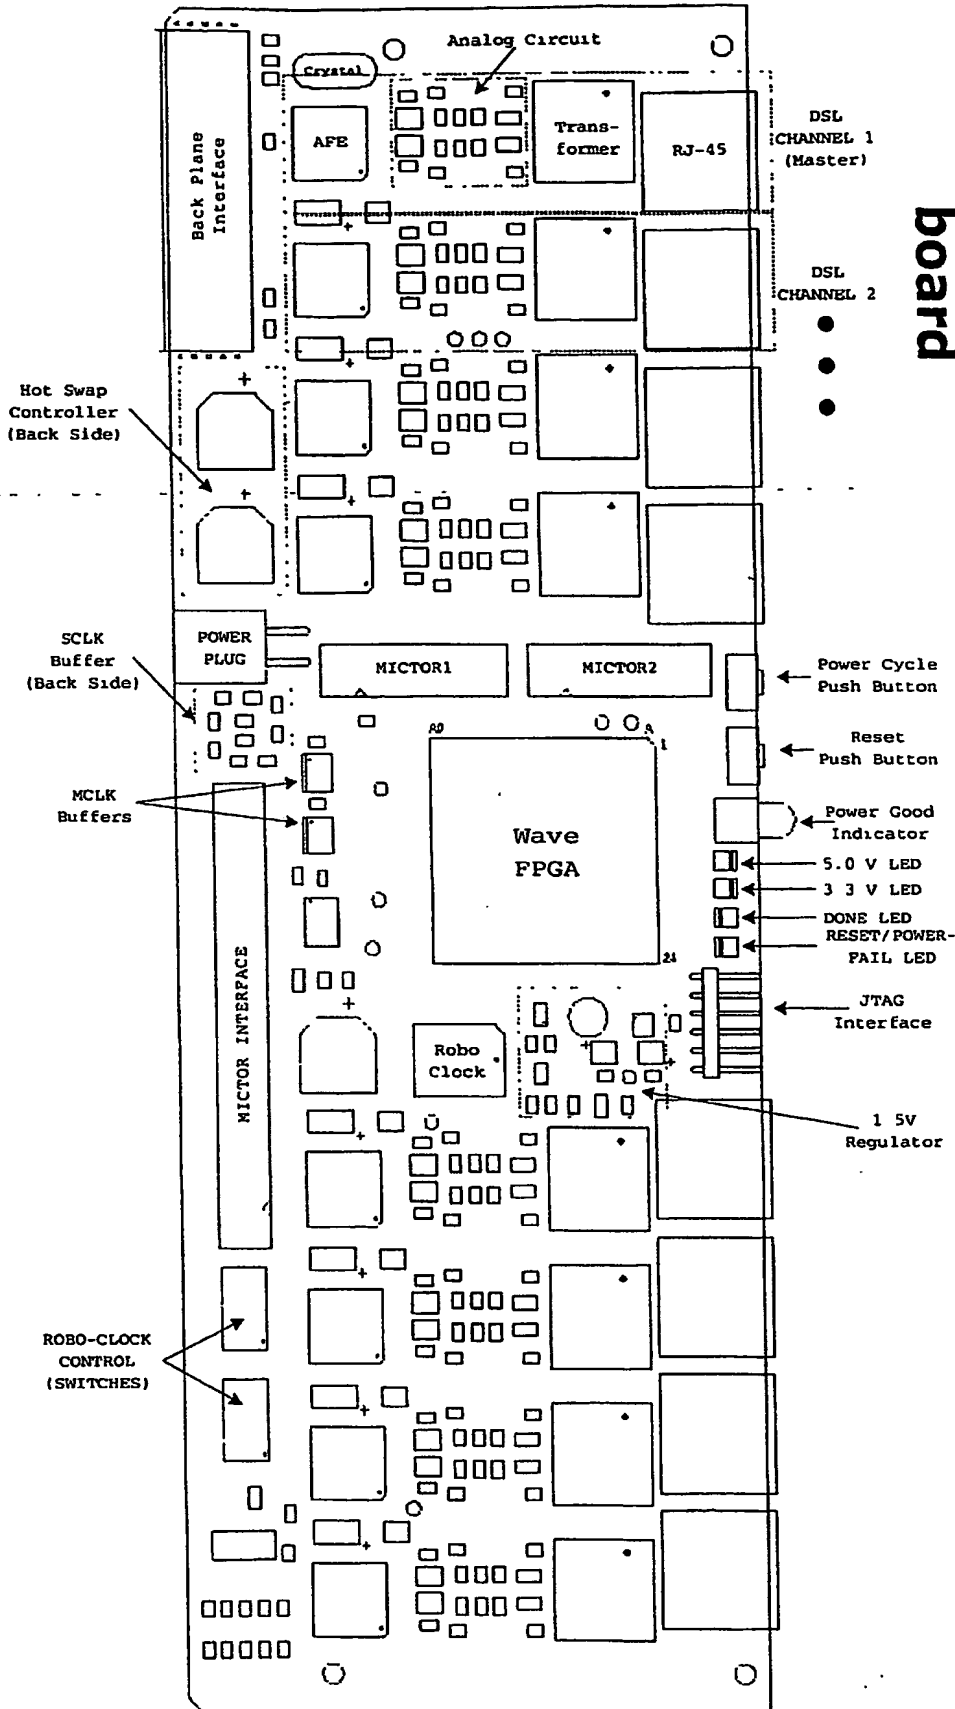 Analog Circuit
Crystal
AFE
Trans-
former
RJ-45
DSL
CHANNEL 1
(Master)
Back Plane
Interface
board
DSL
CHANNEL 2
Hot Swap
Controller
(Back Side)
POWER
PLUG
SCLK
Buffer
(Back Side)
MICTOR1
MICTOR2
Power Cycle
Push Button
A
1
Reset
Push Button
MCLK
Buffers
Wave
FPGA
Power Good
Indicator
5.0 V LED
3 3 V LED
DONE LED
RESET/POWER-
FAIL LED
MICTOR INTERFACE
JTAG
Interface
Robo
Clock
1 5V
Regulator
ROBO-CLOCK
CONTROL
(SWITCHES)